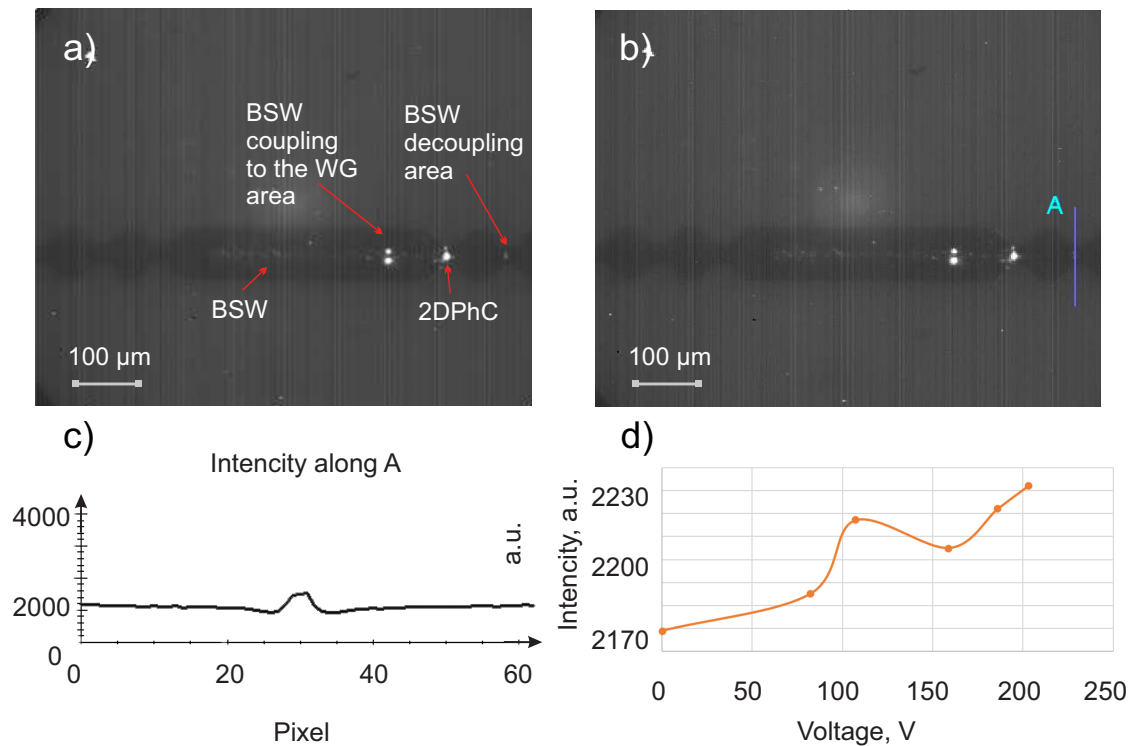 a)
BSW
coupling
to the WG
area
BSW
decoupling
area
BSW
2DPhC
100 µm
b)
A
100 µm
c)
Intencity along A
4000
2000
0
a.u.
0
20
40
60
Pixel
d)
Intencity, a.u.
2230
2200
2170
0
50
100
150
200
250
Voltage, V